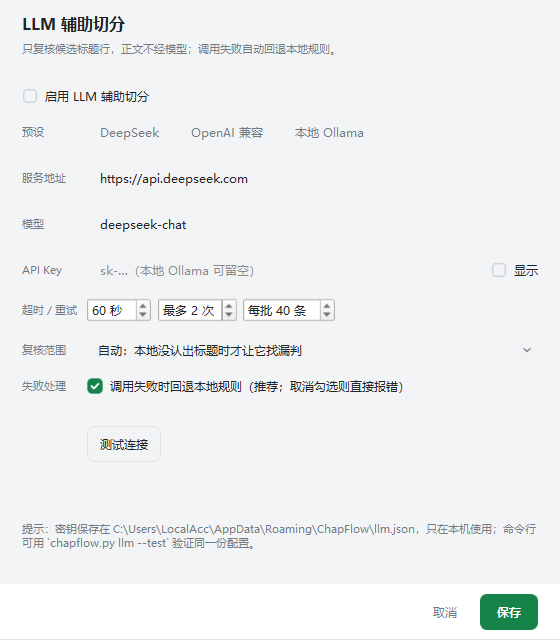 LLM 辅助切分
只复核候选标题行，正文不经模型；调用失败自动回退本地规则。
启用 LLM 辅助切分
预设 DeepSeek OpenAI 兼容 本地 Ollama
服务地址 https://api.deepseek.com
模型 deepseek-chat
API Key sk-...（本地 Ollama 可留空） 显示
超时 / 重试 60 秒 最多 2 次 每批 40 条
复核范围 自动：本地没认出标题时才让它找漏判
失败处理 调用失败时回退本地规则（推荐；取消勾选则直接报错）
测试连接
提示：密钥保存在 C:\Users\LocalAcc\AppData\Roaming\ChapFlow\llm.json，只在本机使用；命令行
可用 `chapflow.py llm --test` 验证同一份配置。
取消 保存